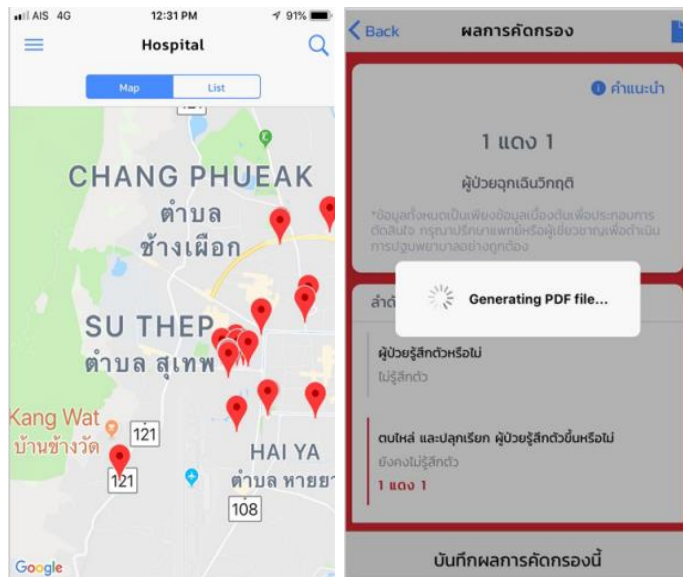 AIS 4G 12:31 PM 91%
Hospital
Map List
CHANG PHUEAK
ตำบล
ช้างเผือก
SU THEP
ตำบล สุเทพ
Kang Wat
บ้านข้างวัด
121
121
HAI YA
ตำบล หายยา
108
Google
Back ผลการคัดกรอง
คำแนะนำ
1 แดง 1
ผู้ป่วยฉุกเฉินวิกฤติ
*ข้อมูลทั้งหมดเป็นเพียงข้อมูลเบื้องต้นเพื่อประกอบการ
ตัดสินใจ กรุณาปรึกษาแพทย์หรือผู้เชี่ยวชาญเพื่อดำเนิน
การปฐมพยาบาลอย่างถูกต้อง
Generating PDF file...
ผู้ป่วยรู้สึกตัวหรือไม่
ไม่รู้สึกตัว
ตบไหล่ และปลุกเรียก ผู้ป่วยรู้สึกตัวขึ้นหรือไม่
ยังคงไม่รู้สึกตัว
1 แดง 1
บันทึกผลการคัดกรองนี้